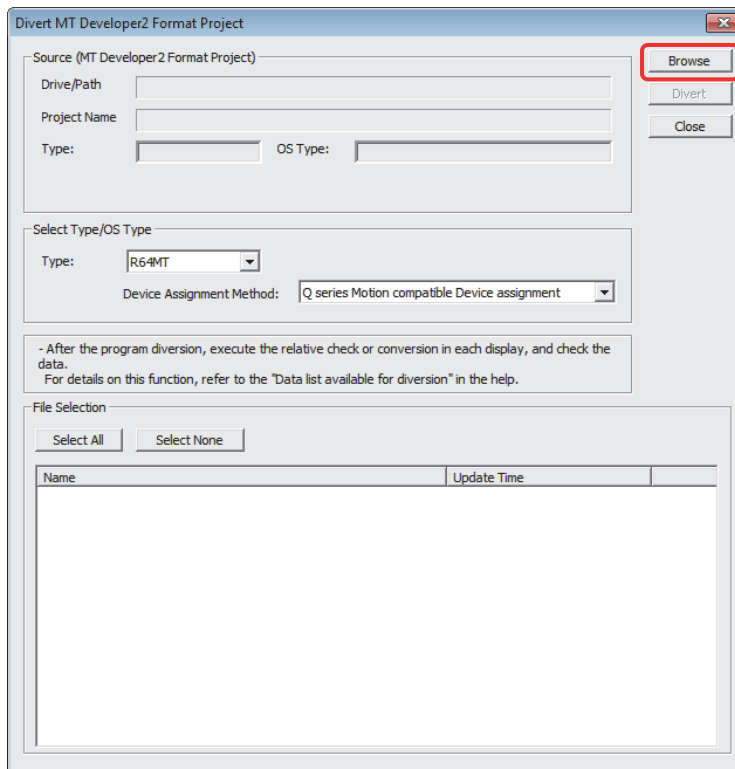 Divert MT Developer2 Format Project
Source (MT Developer2 Format Project)
Browse
Drive/Path
Divert
Project Name
Close
Type:
OS Type:
Select Type/OS Type
Type:
R64MT
Device Assignment Method:
Q series Motion compatible Device assignment
- After the program diversion, execute the relative check or conversion in each display, and check the
data.
For details on this function, refer to the "Data list available for diversion" in the help.
File Selection
Select All
Select None
Name
Update Time